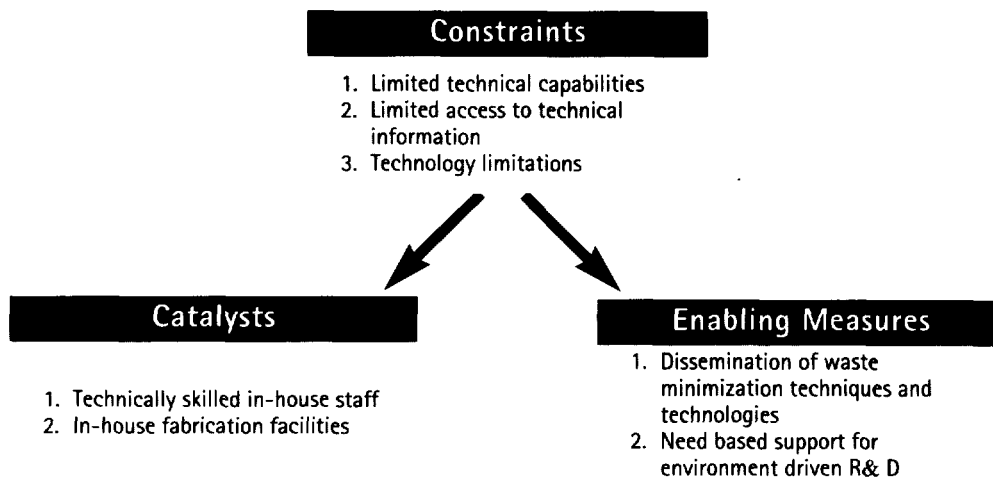 Constraints
1. Limited technical capabilities
2. Limited access to technical
information
3. Technology limitations
Catalysts
1. Technically skilled in-house staff
2. In-house fabrication facilities
Enabling Measures
1. Dissemination of waste
minimization techniques and
technologies
2. Need based support for
environment driven R& D